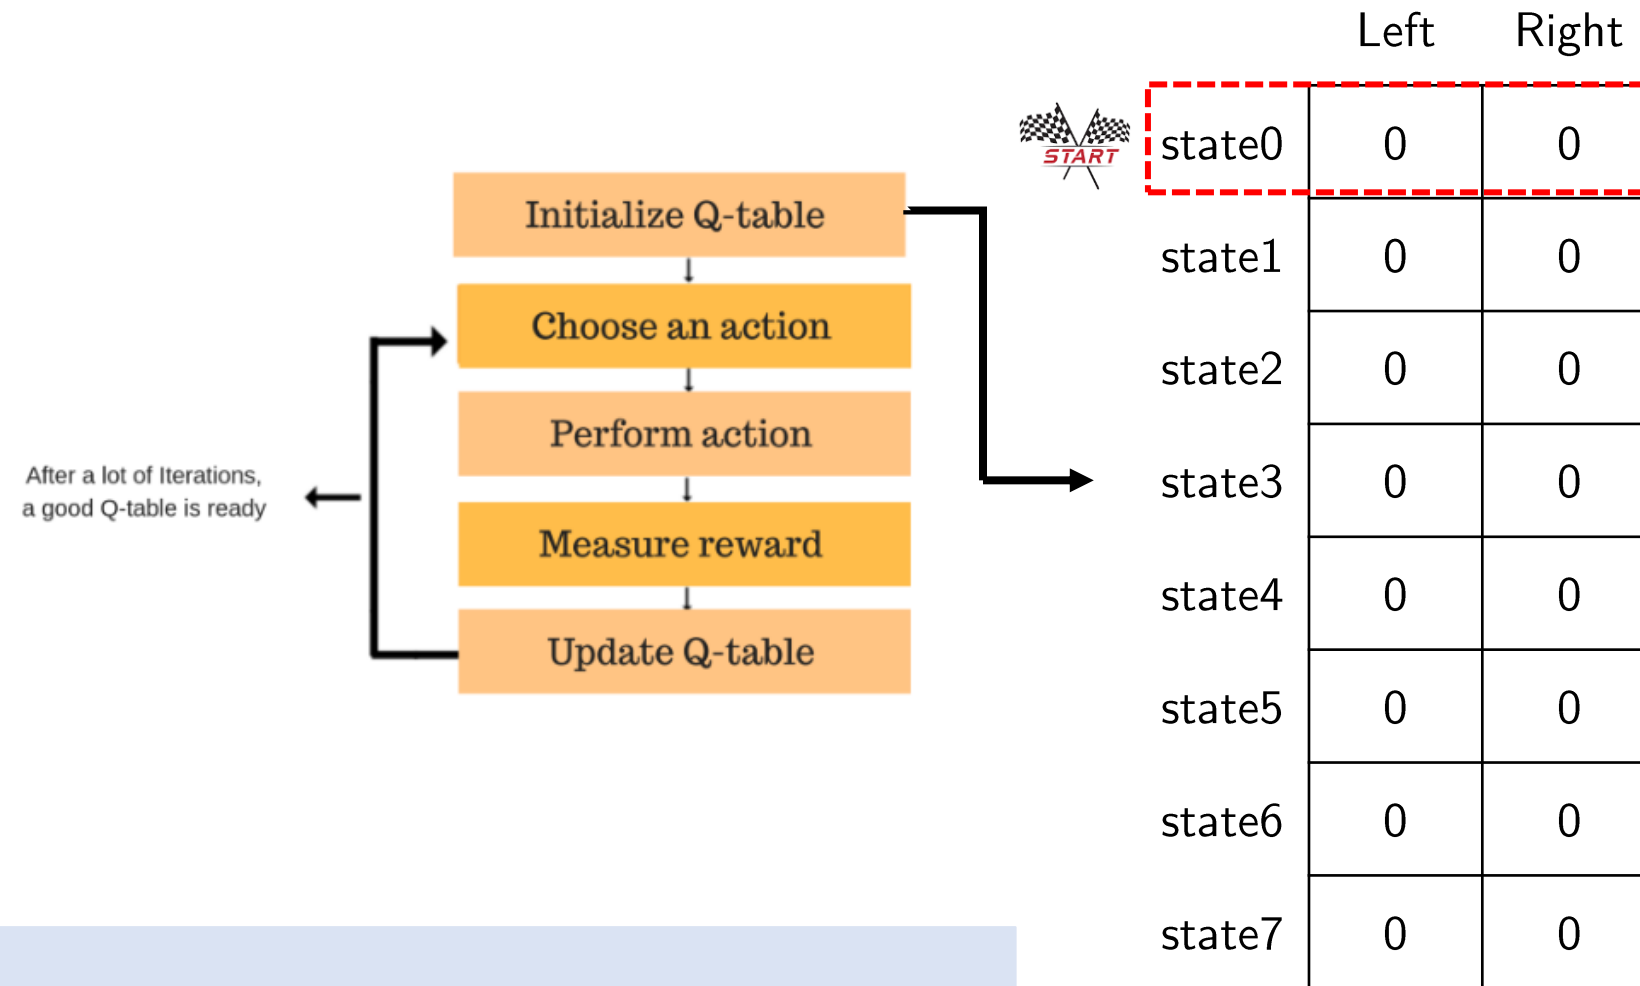 Left Right
START
state0 0 0
state1 0 0
state2 0 0
state3 0 0
state4 0 0
state5 0 0
state6 0 0
state7 0 0
Initialize Q-table
Choose an action
Perform action
Measure reward
Update Q-table
After a lot of Iterations,
a good Q-table is ready